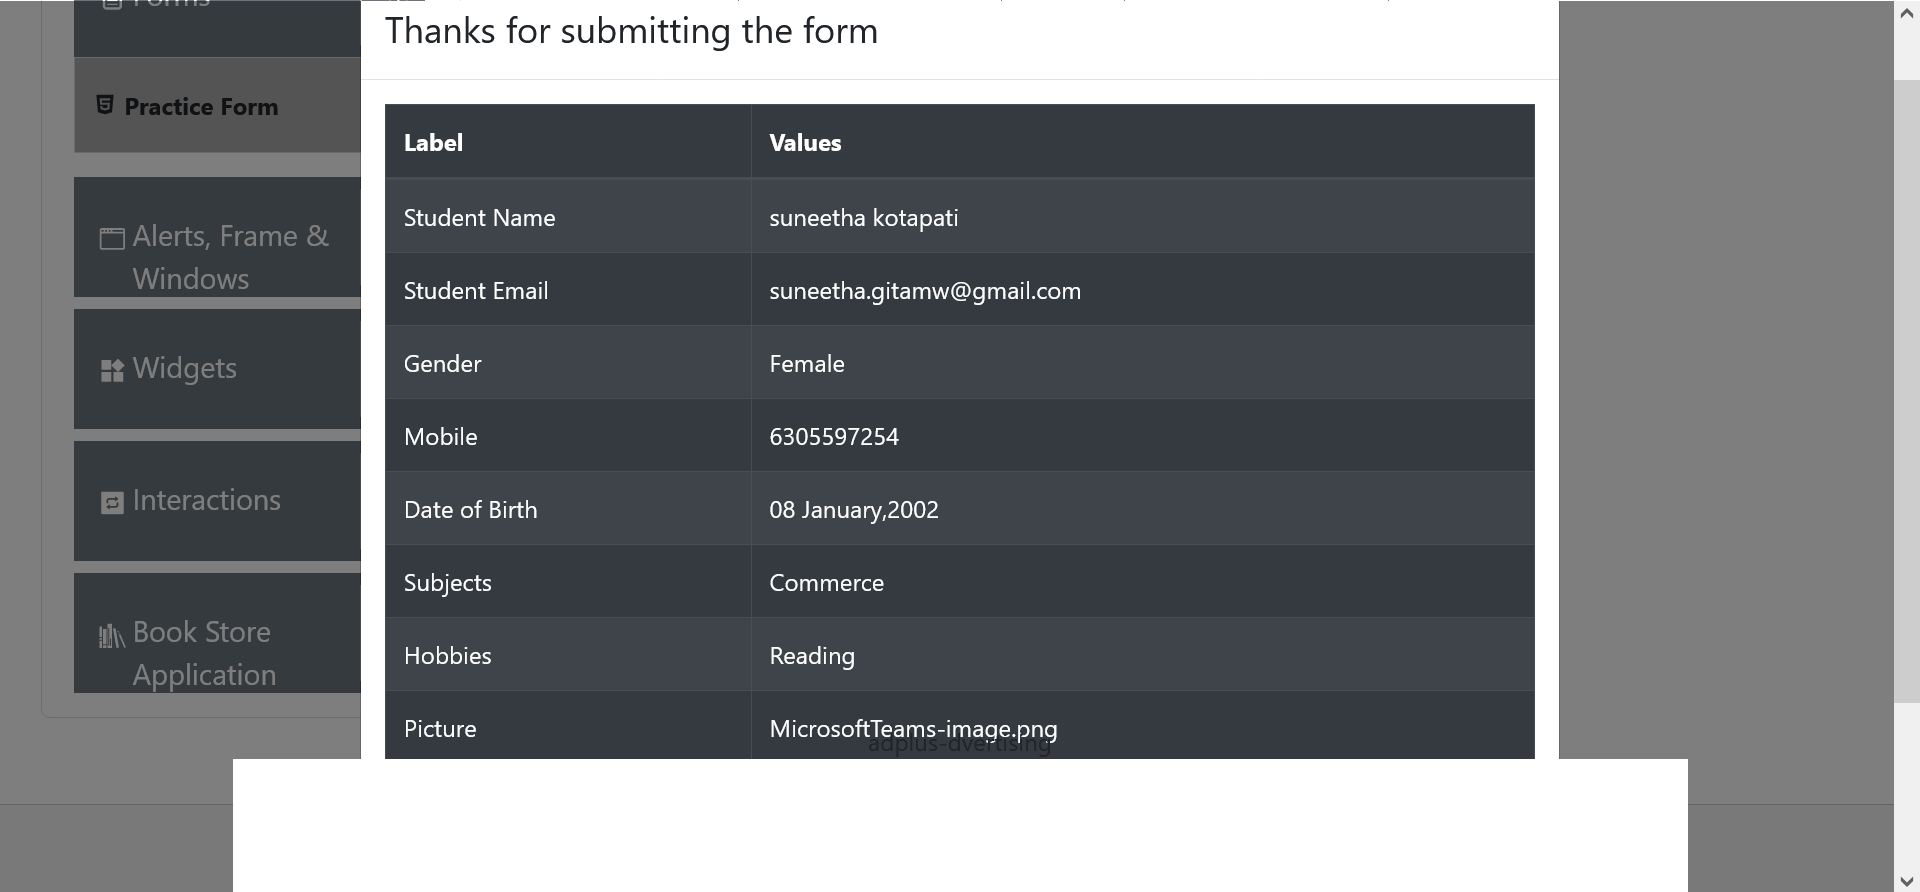 Forms
Thanks for submitting the form
Practice Form
Alerts, Frame &
Windows
Widgets
Interactions
Book Store
Application
Label Values
Student Name suneetha kotapati
Student Email suneetha.gitamw@gmail.com
Gender Female
Mobile 6305597254
Date of Birth 08 January,2002
Subjects Commerce
Hobbies Reading
Picture MicrosoftTeams-image.png
adplus-dvertising